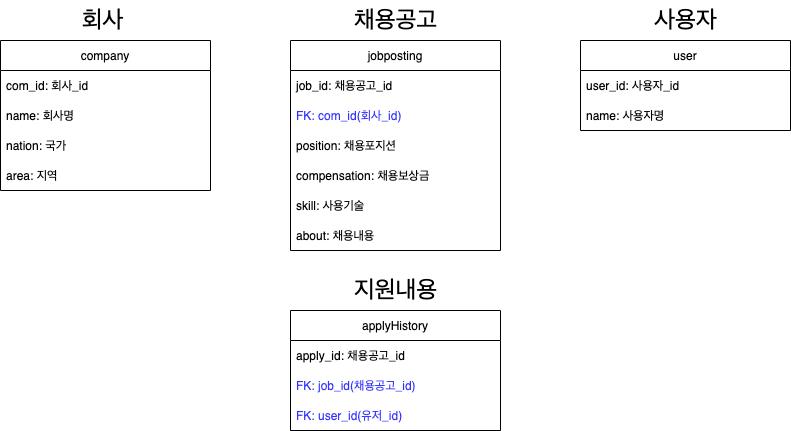 회사
company
com_id: 회사_id
name: 회사명
nation: 국가
area: 지역
채용공고
jobposting
job_id: 채용공고_id
FK: com_id(회사_id)
position: 채용포지션
compensation: 채용보상금
skill: 사용기술
about: 채용내용
사용자
user
user_id: 사용자_id
name: 사용자명
지원내용
applyHistory
apply_id: 채용공고_id
FK: job_id(채용공고_id)
FK: user_id(유저_id)